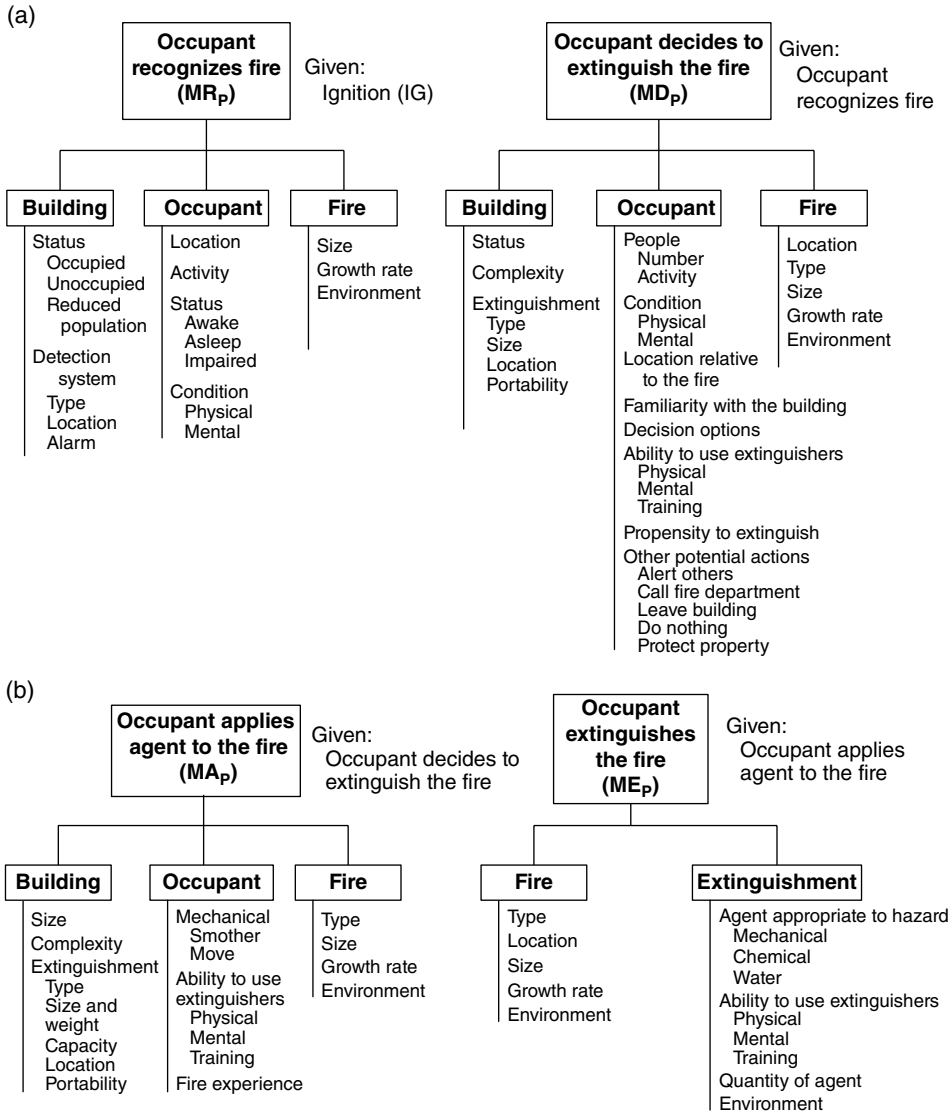 (a)
Occupant
recognizes fire
(MRP)
Given:
Ignition (IG)
Building
Status
Occupied
Unoccupied
Reduced
population
Detection
system
Type
Location
Alarm
Occupant
Location
Activity
Status
Awake
Asleep
Impaired
Condition
Physical
Mental
Fire
Size
Growth rate
Environment
Occupant decides to
extinguish the fire
(MDP)
Given:
Occupant
recognizes fire
Building
Status
Complexity
Extinguishment
Type
Size
Location
Portability
Occupant
People
Number
Activity
Condition
Physical
Mental
Location relative
to the fire
Familiarity with the building
Decision options
Ability to use extinguishers
Physical
Mental
Training
Propensity to extinguish
Other potential actions
Alert others
Call fire department
Leave building
Do nothing
Protect property
Fire
Location
Type
Size
Growth rate
Environment
(b)
Occupant applies
agent to the fire
(MAP)
Given:
Occupant decides to
extinguish the fire
Building
Size
Complexity
Extinguishment
Type
Size and
weight
Capacity
Location
Portability
Occupant
Mechanical
Smother
Move
Ability to use
extinguishers
Physical
Mental
Training
Fire experience
Fire
Type
Size
Growth rate
Environment
Occupant
extinguishes
the fire
(MEP)
Given:
Occupant applies
agent to the fire
Fire
Type
Location
Size
Growth rate
Environment
Extinguishment
Agent appropriate to hazard
Mechanical
Chemical
Water
Ability to use extinguishers
Physical
Mental
Training
Quantity of agent
Environment